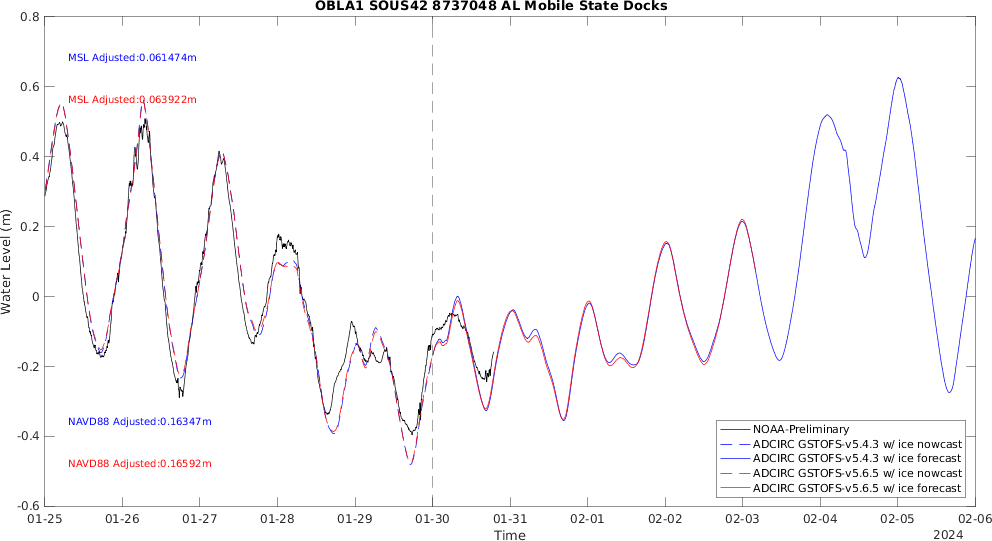 OBLA1 SOUS42 8737048 AL Mobile State Docks
0.8
0.6
0.4
0.2
0
-0.2
-0.4
-0.6
Water Level (m)
MSL Adjusted:0.061474m
MSL Adjusted:0.063922m
NAVD88 Adjusted:0.16347m
NAVD88 Adjusted:0.16592m
NOAA-Preliminary
ADCIRC GSTOFS-v5.4.3 w/ ice nowcast
ADCIRC GSTOFS-v5.4.3 w/ ice forecast
ADCIRC GSTOFS-v5.6.5 w/ ice nowcast
ADCIRC GSTOFS-v5.6.5 w/ ice forecast
01-25 01-26 01-27 01-28 01-29 01-30 01-31 02-01 02-02 02-03 02-04 02-05 02-06
Time
2024